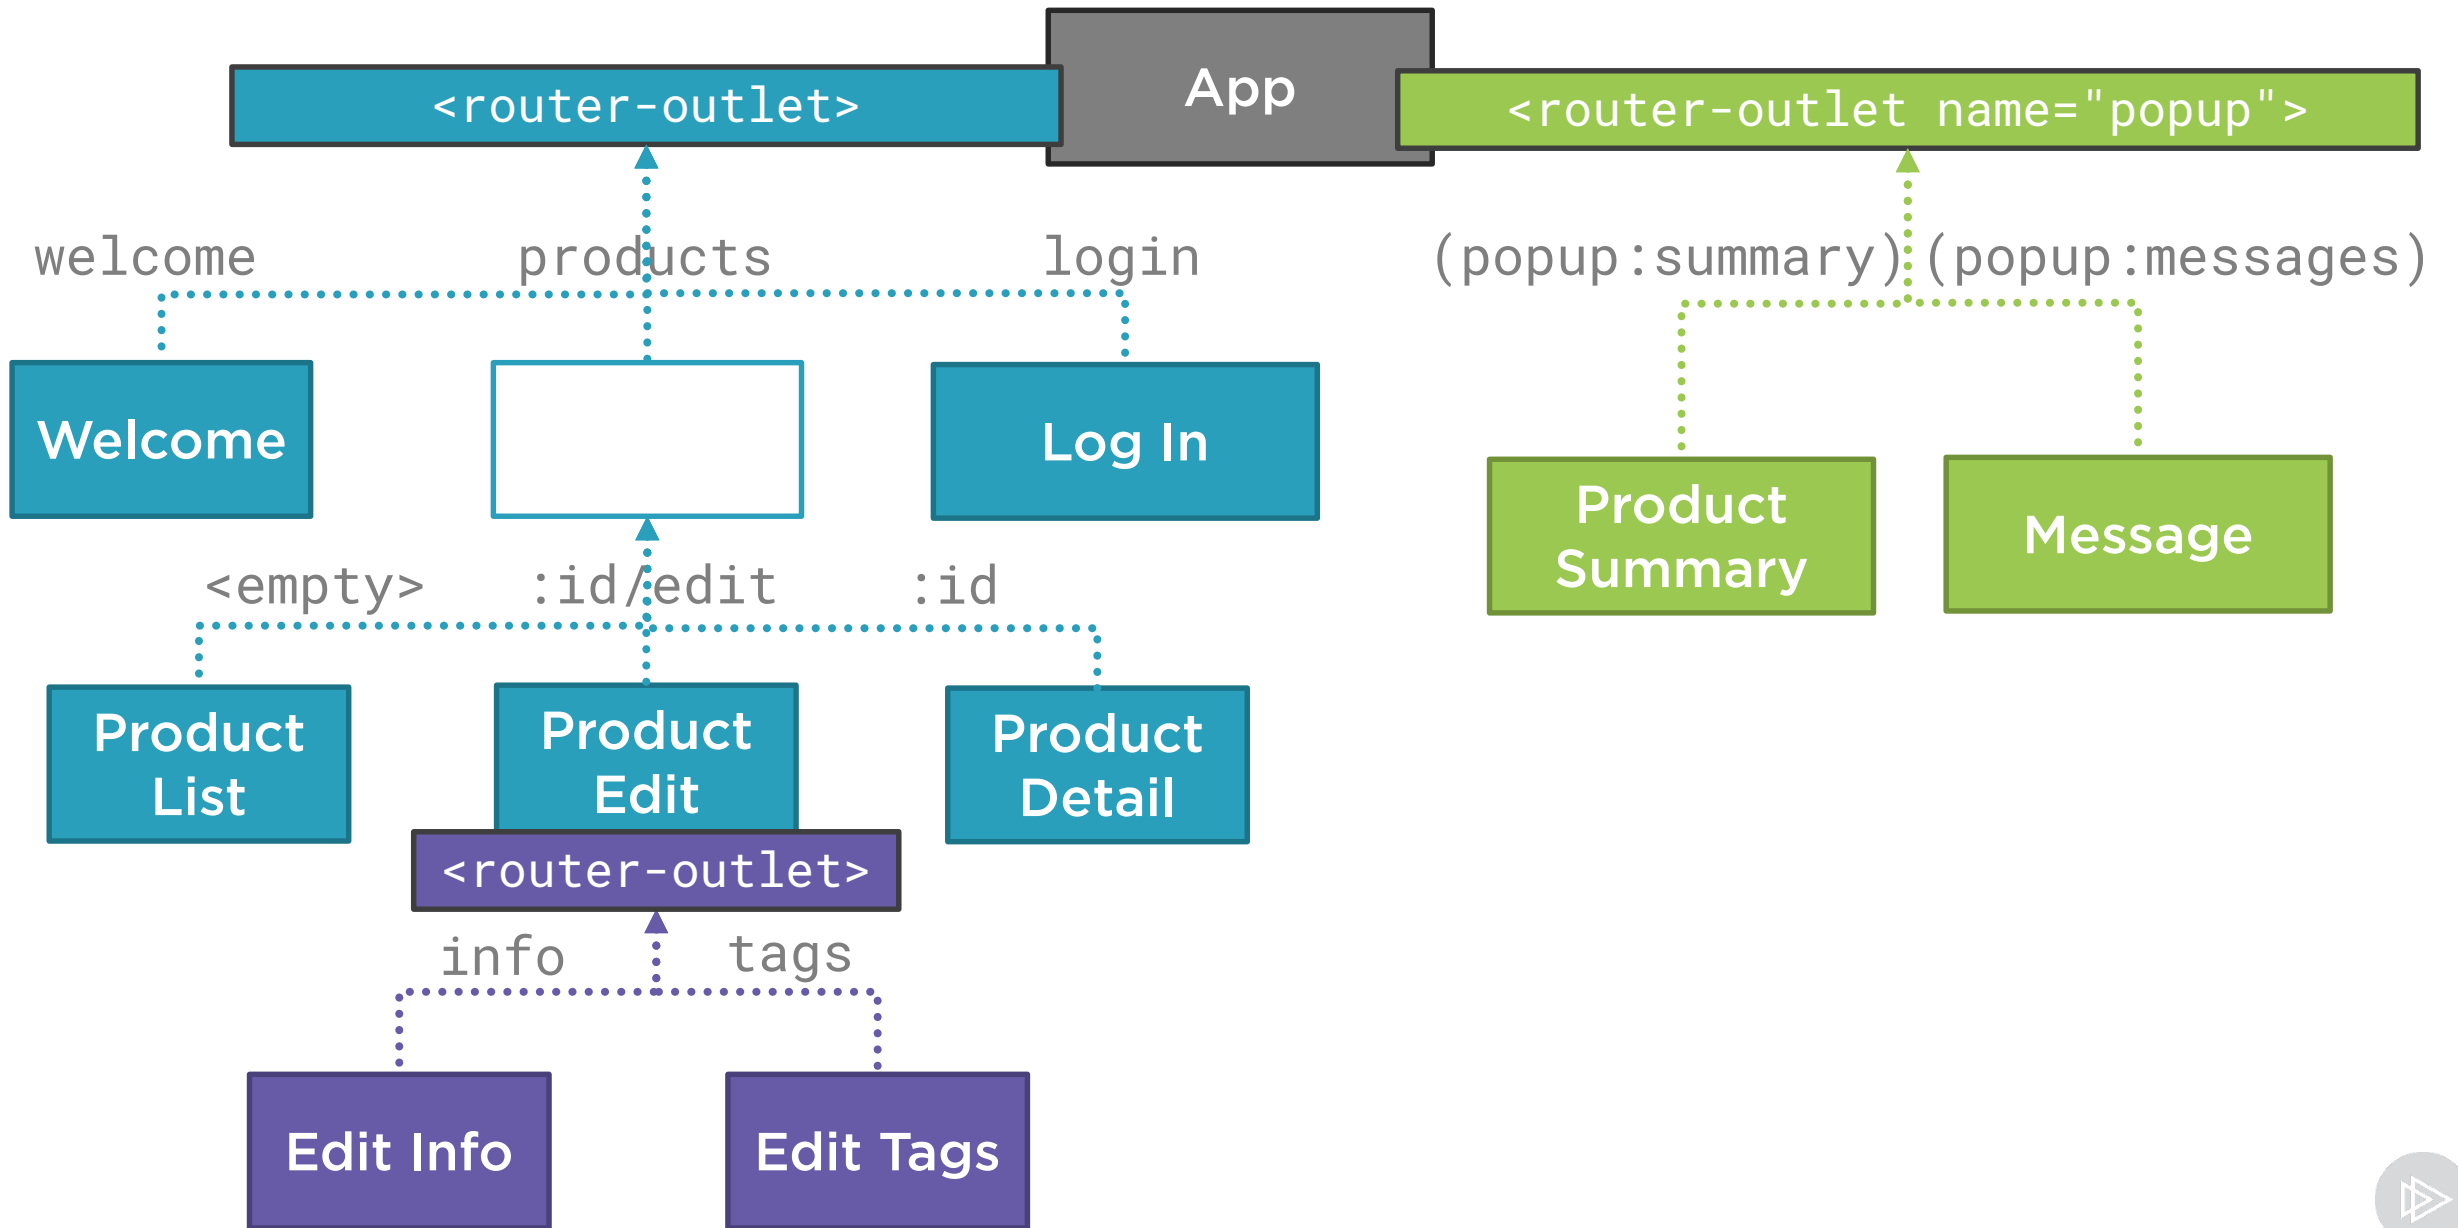 App
<router-outlet>
<router-outlet name="popup">
welcome
products
login
(popup:summary)
(popup:messages)
Welcome
Log In
Product
Summary
Message
<empty>
:id/edit
:id
Product
List
Product
Edit
Product
Detail
<router-outlet>
info
tags
Edit Info
Edit Tags